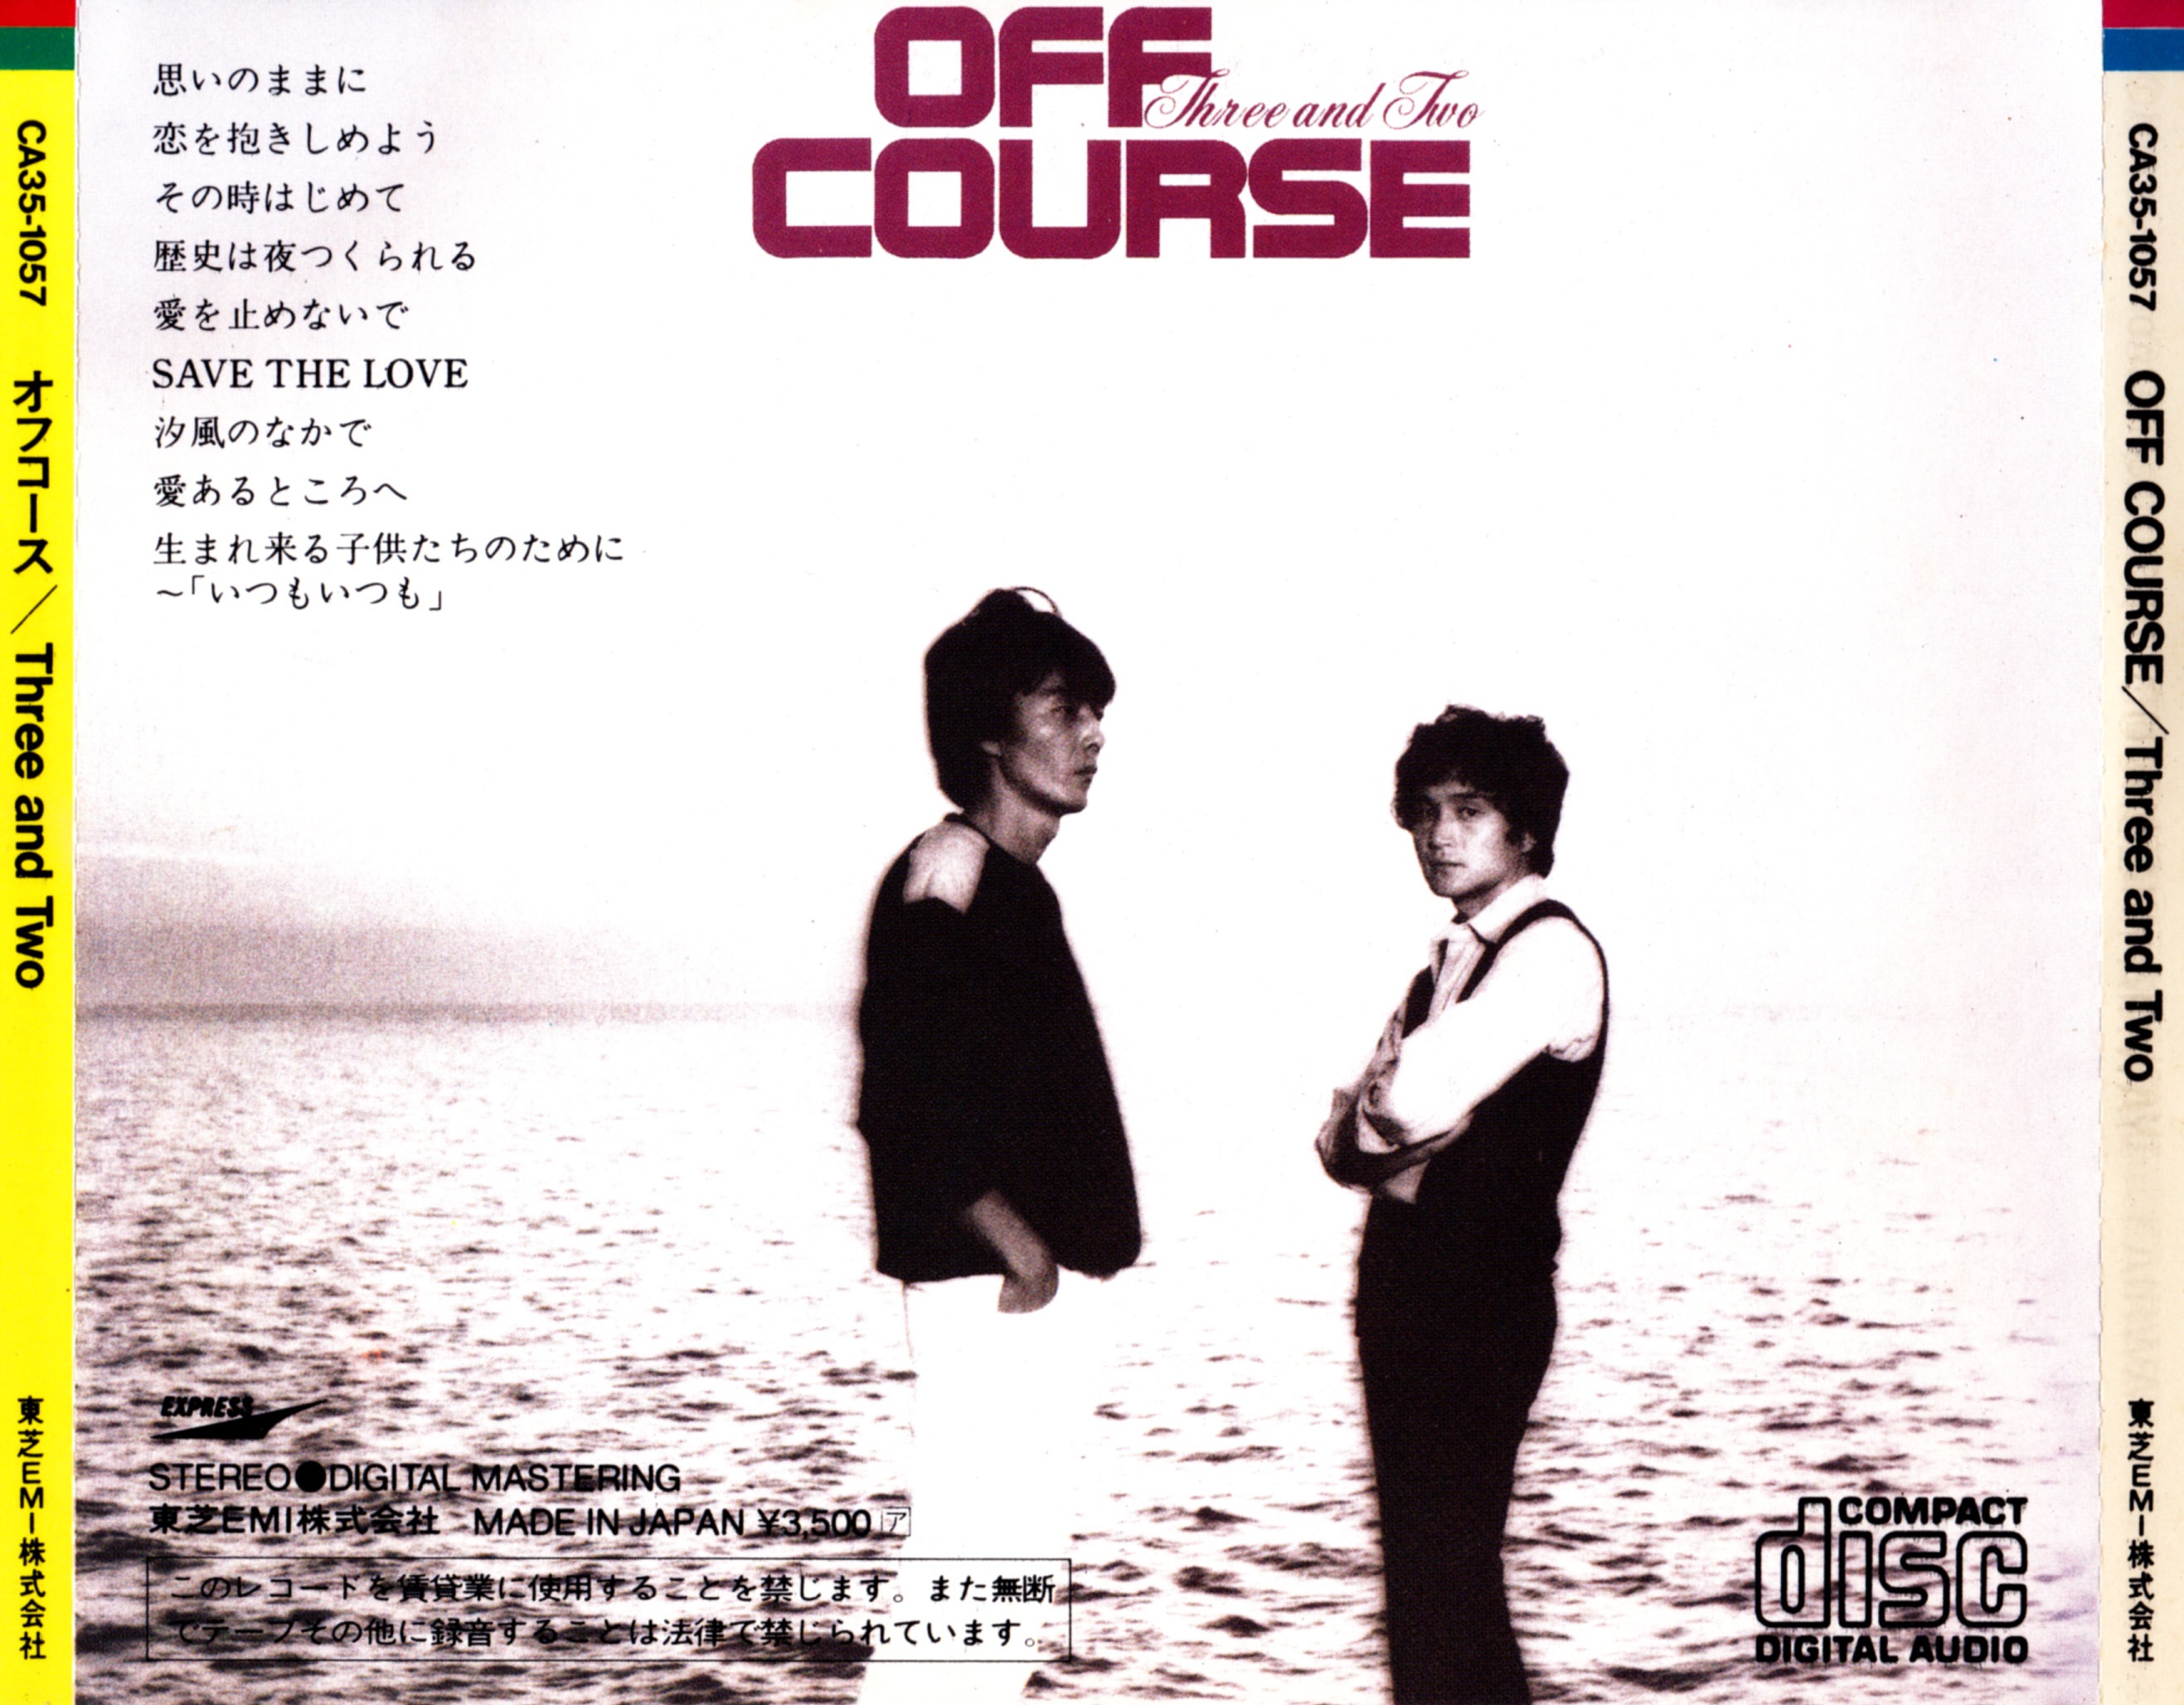 CA35-1057 オフコース／Three and Two 東芝EMI株式会社
思いのままに
恋を抱きしめよう
その時はじめて
歴史は夜つくられる
愛を止めないで
SAVE THE LOVE
汐風のなかで
愛あるところへ
生まれ来る子供たちのために
〜「いつもいつも」
OFF
Three and Two
COURSE
EXPRESS
STEREO●DIGITAL MASTERING
東芝EMI株式会社 MADE IN JAPAN ¥3,500 ア
このレコードを賃貸業に使用することを禁じます。また無断
でテープその他に録音することは法律で禁じられています。
COMPACT
disc
DIGITAL AUDIO
CA35-1057 OFF COURSE／Three and Two 東芝EMI株式会社